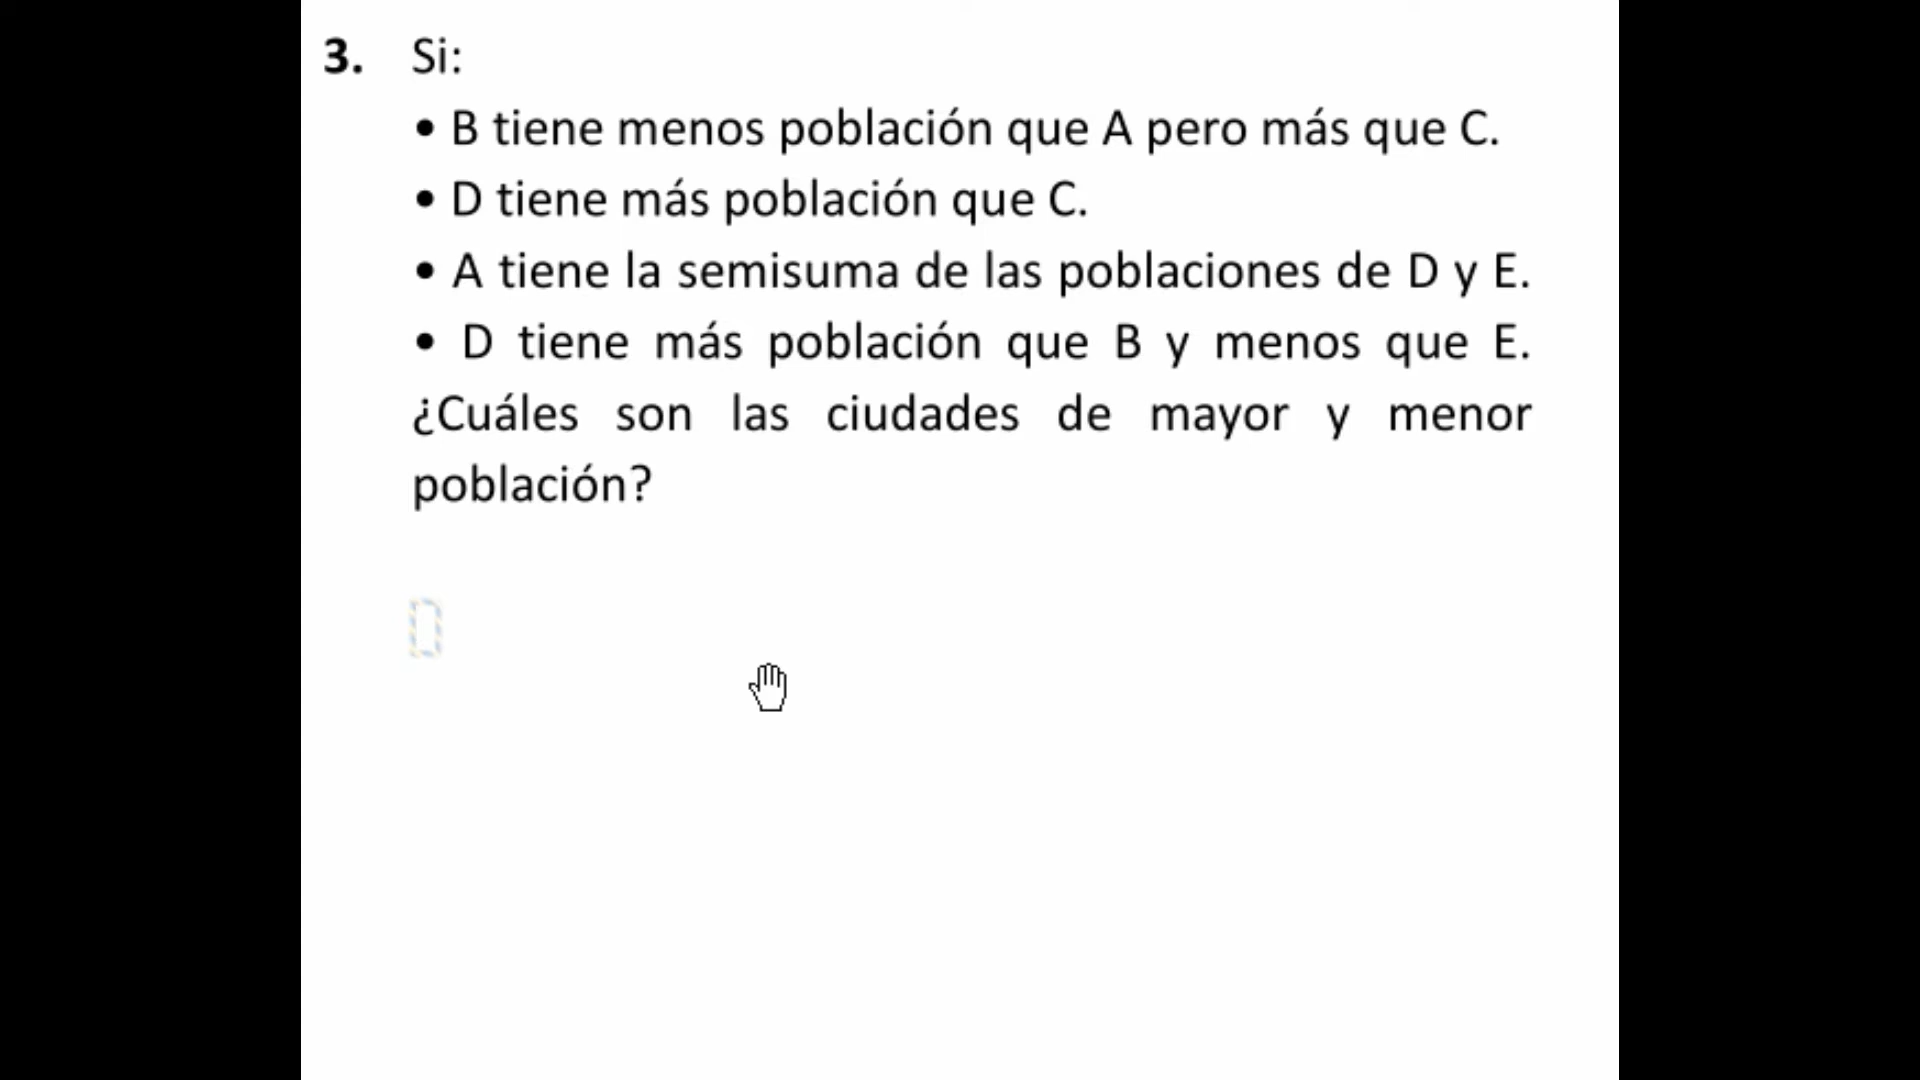 3. Si:
• B tiene menos población que A pero más que C.
• D tiene más población que C.
• A tiene la semisuma de las poblaciones de D y E.
• D tiene más población que B y menos que E.
¿Cuáles son las ciudades de mayor y menor
población?